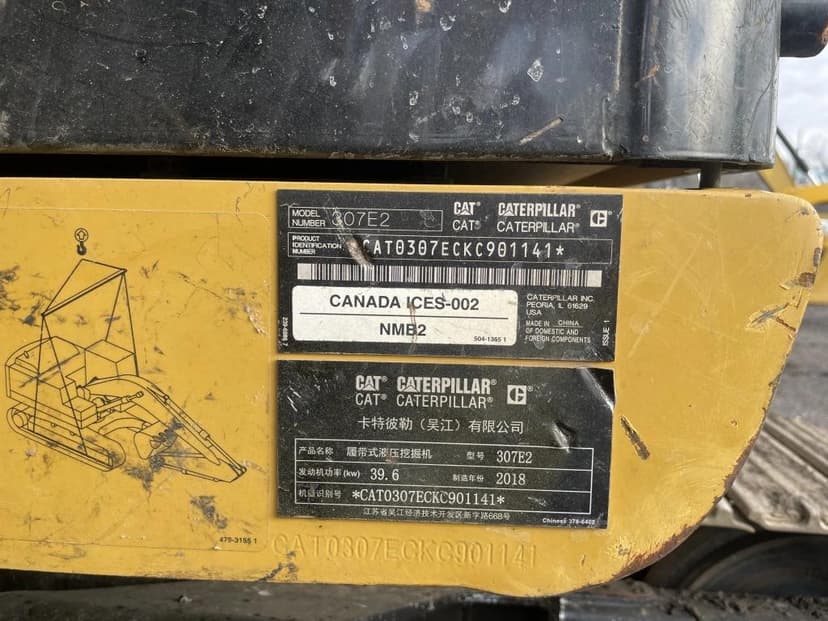 MODEL NUMBER 307E2
CAT CATERPILLAR
CAT CATERPILLAR
PRODUCT IDENTIFICATION NUMBER *CAT0307ECKC901141*
CANADA ICES-002
NMB2
504-1365 1
CATERPILLAR INC.
PEORIA, IL 61629
USA
MADE IN CHINA
OF DOMESTIC AND
FOREIGN COMPONENTS
ISSUE 1
CAT CATERPILLAR
CAT CATERPILLAR
卡特彼勒（吴江）有限公司
产品名称 履带式液压挖掘机 型号 307E2
发动机功率(kw) 39.6 制造年份 2018
机器识别号 *CAT0307ECKC901141*
江苏省吴江经济技术开发区新字路668号
Chinese 378-6402
479-3155 1
CAT0307ECKC901141